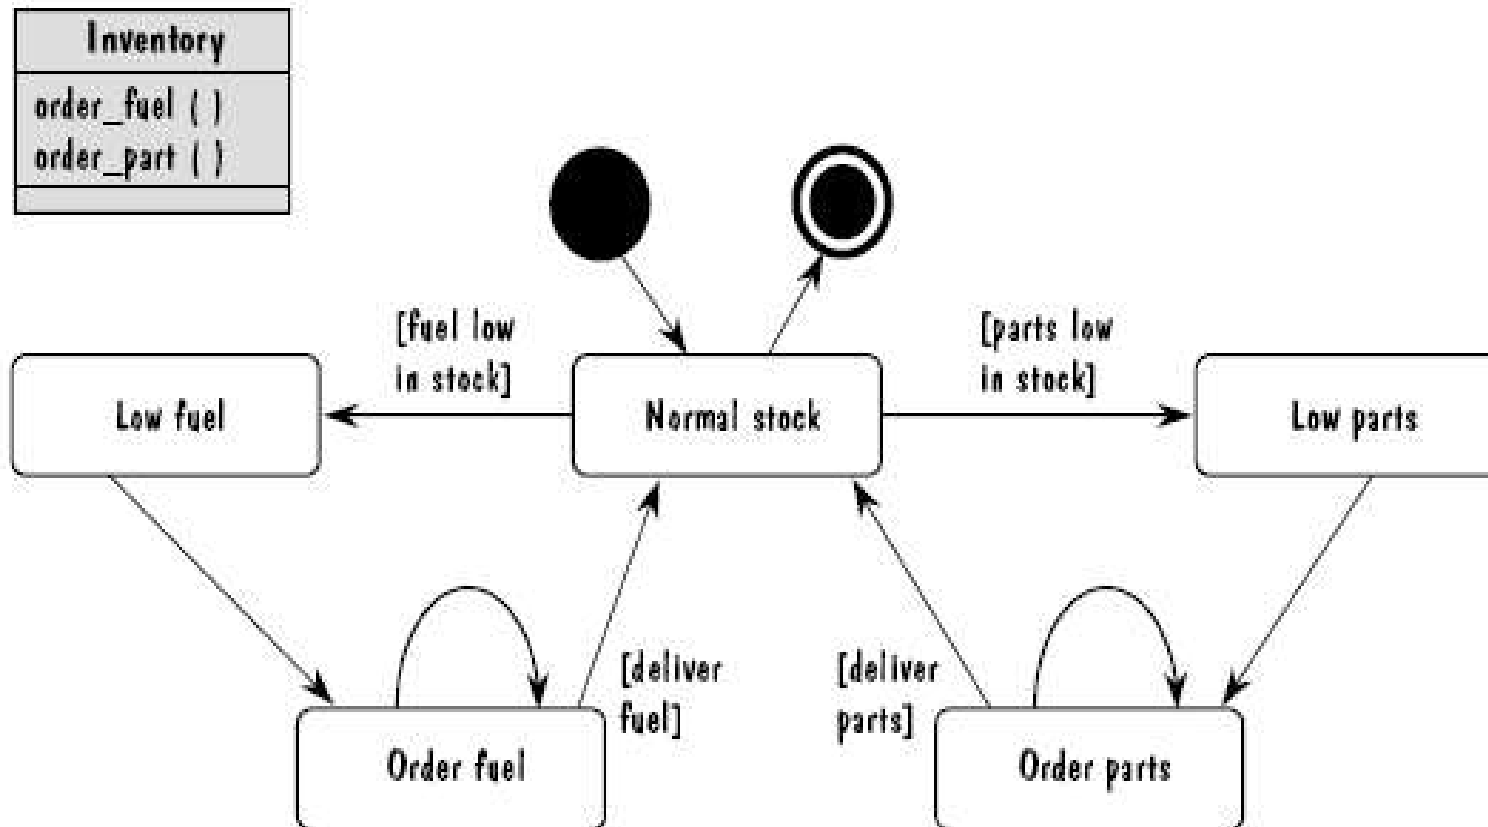 Inventory
order_fuel ( )
order_part ( )
[fuel low
in stock]
[parts low
in stock]
Low fuel
Normal stock
Low parts
[deliver
fuel]
[deliver
parts]
Order fuel
Order parts